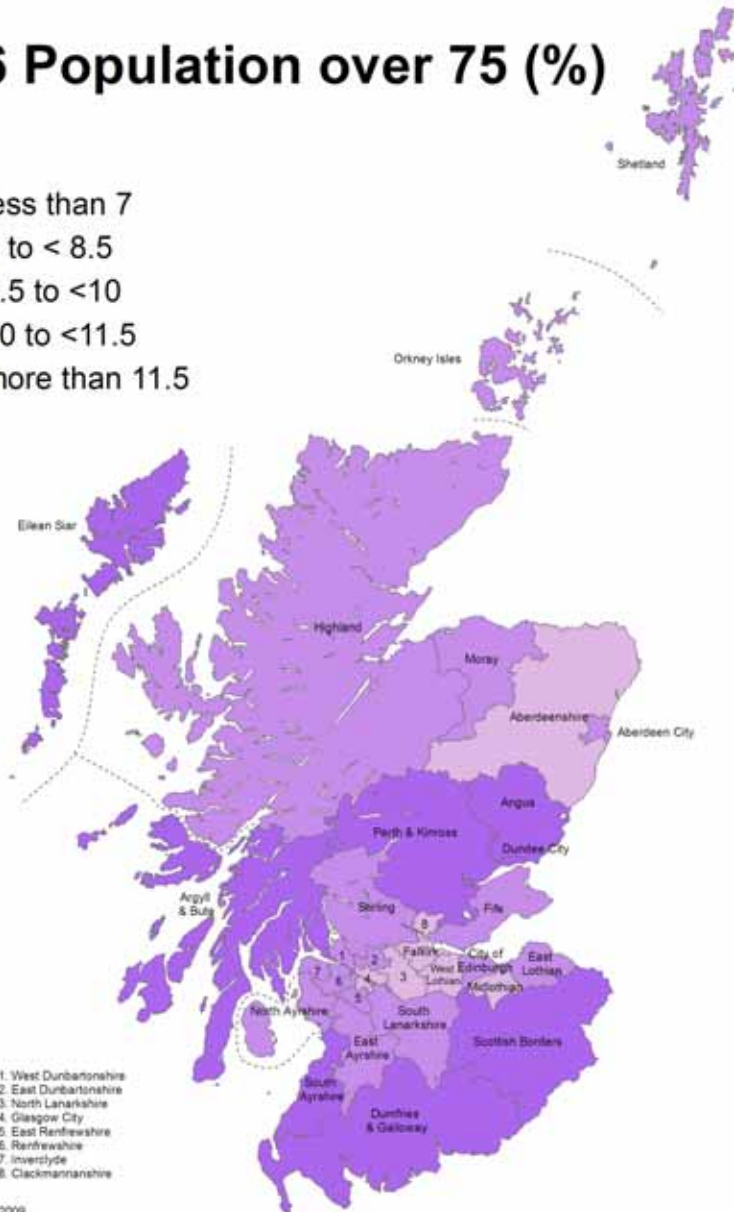 6 Population over 75 (%)
ess than 7
to < 8.5
.5 to <10
0 to <11.5
more than 11.5
Shetland
Orkney Isles
Eilean Siar
Highland
Moray
Aberdeenshire
Aberdeen City
Angus
Perth & Kinross
Dundee City
Argyll
& Bute
Stirling
Fife
8
Falkirk
City of
Edinburgh
East
Lothian
1
2
7
6
4
3
West
Lothian
Midlothian
5
North Ayrshire
South
Lanarkshire
East
Ayrshire
Scottish Borders
South
Ayrshire
Dumfries
& Galloway
1. West Dunbartonshire
2. East Dunbartonshire
3. North Lanarkshire
4. Glasgow City
5. East Renfrewshire
6. Renfrewshire
7. Inverclyde
8. Clackmannanshire
2009